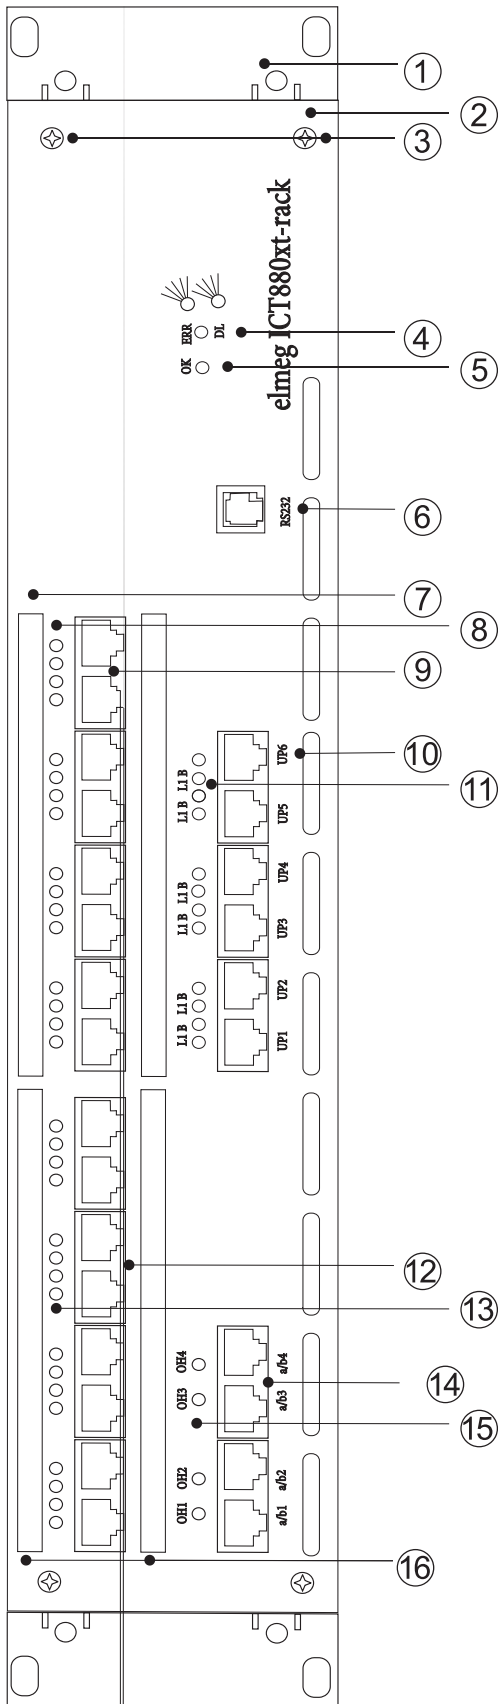 1
2
3
elmeg ICT880xt-rack
ERR
DL
4
OK
5
RS232
6
7
8
9
UP6
10
L1 B
11
L1 B
UP5
L1 B
UP4
L1 B
UP3
L1 B
UP2
L1 B
UP1
12
13
OH4
a/b4
14
OH3
a/b3
15
OH2
a/b2
OH1
a/b1
16